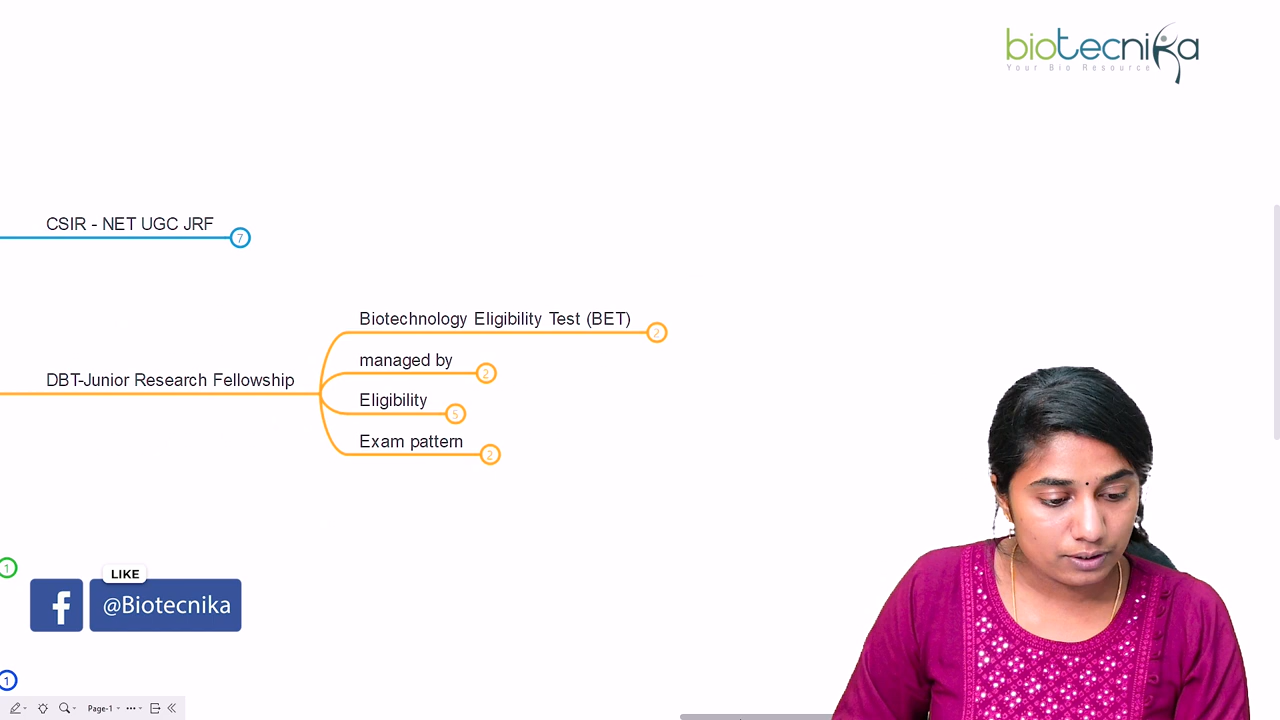 biotecnika
Your Bio Resource
CSIR - NET UGC JRF
7
Biotechnology Eligibility Test (BET)
2
managed by
2
DBT-Junior Research Fellowship
Eligibility
5
Exam pattern
2
1
LIKE
f
@Biotecnika
1
Page-1